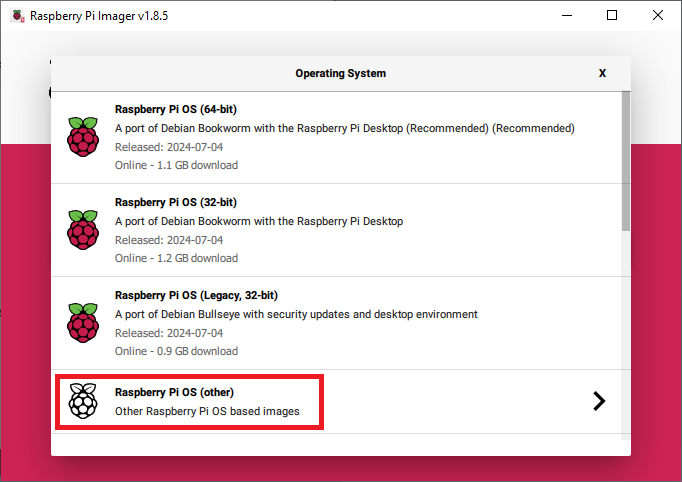 Raspberry Pi Imager v1.8.5
Operating System
X
Raspberry Pi OS (64-bit)
A port of Debian Bookworm with the Raspberry Pi Desktop (Recommended) (Recommended)
Released: 2024-07-04
Online - 1.1 GB download
Raspberry Pi OS (32-bit)
A port of Debian Bookworm with the Raspberry Pi Desktop
Released: 2024-07-04
Online - 1.2 GB download
Raspberry Pi OS (Legacy, 32-bit)
A port of Debian Bullseye with security updates and desktop environment
Released: 2024-07-04
Online - 0.9 GB download
Raspberry Pi OS (other)
Other Raspberry Pi OS based images